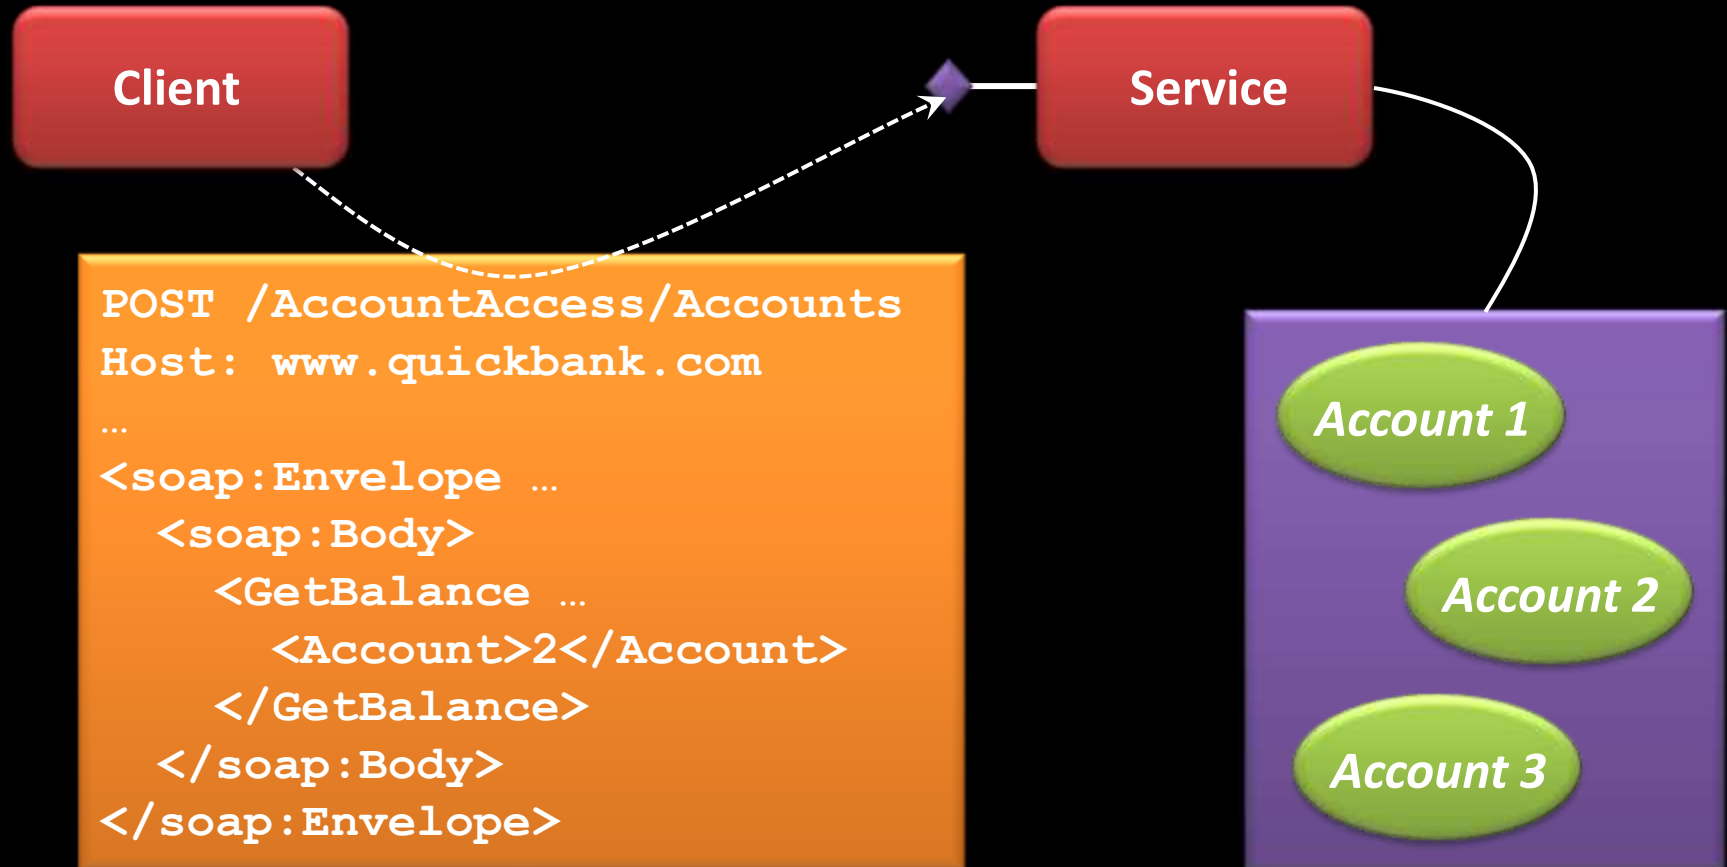 Client
Service
POST /AccountAccess/Accounts
Host: www.quickbank.com
…
<soap:Envelope …
  <soap:Body>
    <GetBalance …
      <Account>2</Account>
    </GetBalance>
  </soap:Body>
</soap:Envelope>
Account 1
Account 2
Account 3